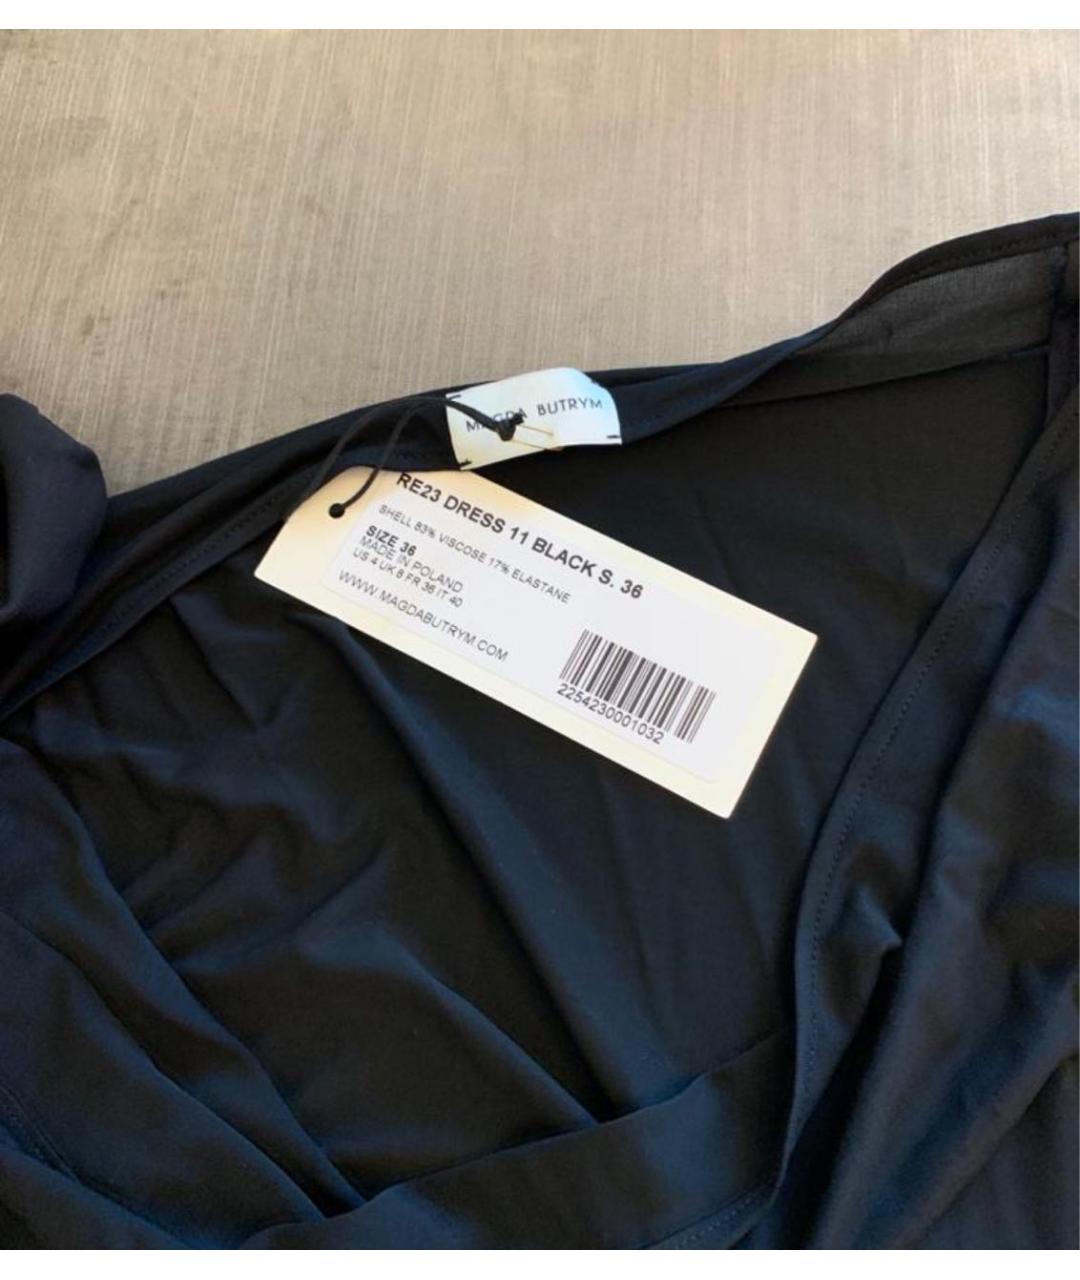 MAGDA BUTRYM
RE23 DRESS 11 BLACK S. 36
SHELL 83% VISCOSE 17% ELASTANE
SIZE 36
MADE IN POLAND
US 4 UK 8 FR 36 IT 40
WWW.MAGDABUTRYM.COM
2254230001032